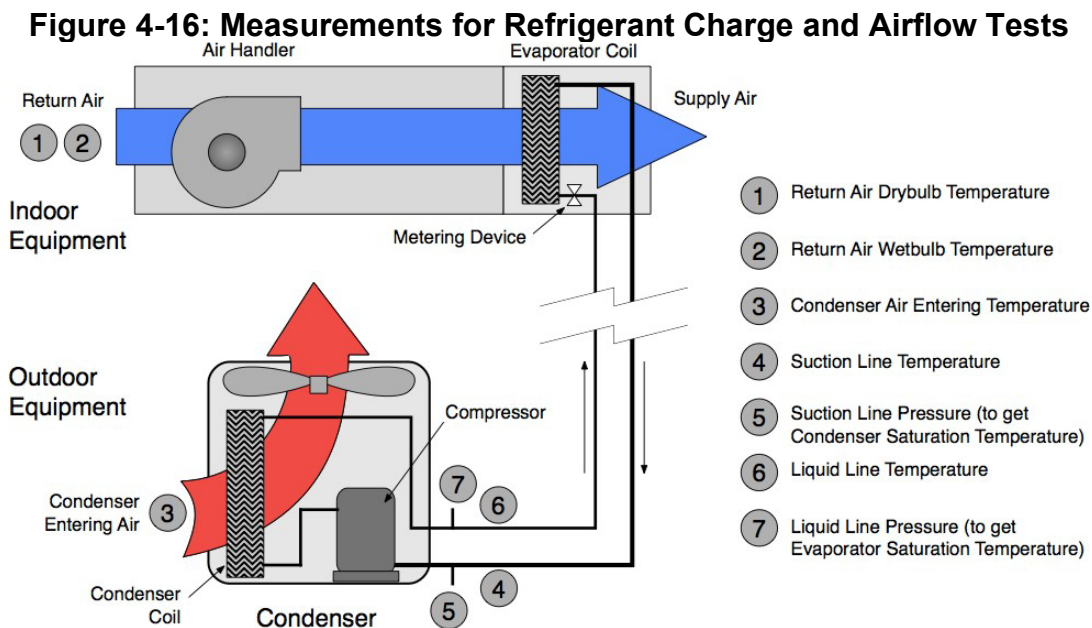 Figure 4-16: Measurements for Refrigerant Charge and Airflow Tests
Air Handler
Evaporator Coil
Return Air
1 2
Supply Air
Indoor
Equipment
Metering Device
1 Return Air Drybulb Temperature
2 Return Air Wetbulb Temperature
3 Condenser Air Entering Temperature
4 Suction Line Temperature
5 Suction Line Pressure (to get
Condenser Saturation Temperature)
6 Liquid Line Temperature
7 Liquid Line Pressure (to get
Evaporator Saturation Temperature)
Outdoor
Equipment
Compressor
7
6
Condenser
Entering Air
3
4
5
Condenser
Coil
Condenser